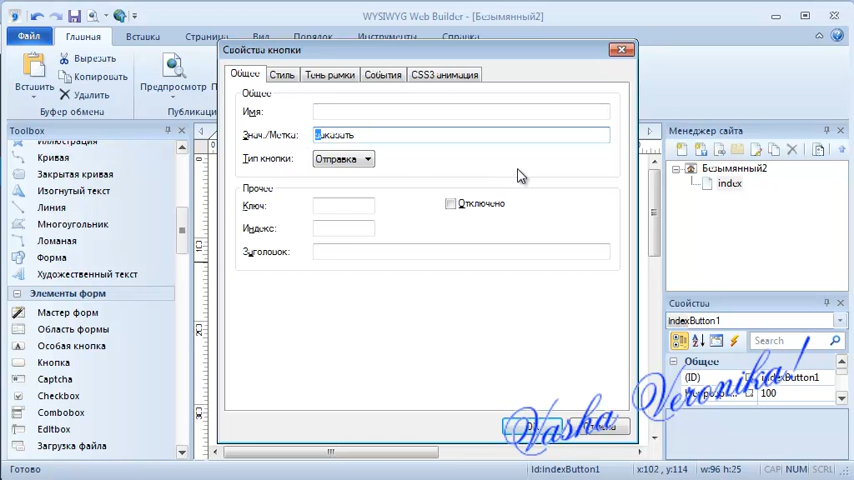 WYSIWYG Web Builder - [Безымянный2]
Файл
Главная
Вставка
Страница
Порядок
Инструменты
Справка
Вставить
Вырезать
Копировать
Удалить
Буфер обмена
Предпросмотр
Публикаци
Свойства кнопки
Общее
Стиль
Тень рамки
События
CSS3 анимация
Общее
Имя:
Знач./Метка:
заказать
Тип кнопки:
Отправка
Прочее
Ключ:
Отключено
Индекс:
Заголовок:
Toolbox
Иллюстрация
Кривая
Закрытая кривая
Изогнутый текст
Линия
Многоугольник
Ломаная
Форма
Художественный текст
Элементы форм
Мастер форм
Область формы
Особая кнопка
Кнопка
Captcha
Checkbox
Combobox
Editbox
Загрузка файла
Менеджер сайта
Безымянный2
index
Свойства
indexButton1
Search
Общее
(ID)
indexButton1
100
Vasha Veronika!
Готово
Id:IndexButton1
x:102 , y:114
w:96 h:25
CAP
NUM
SCRL